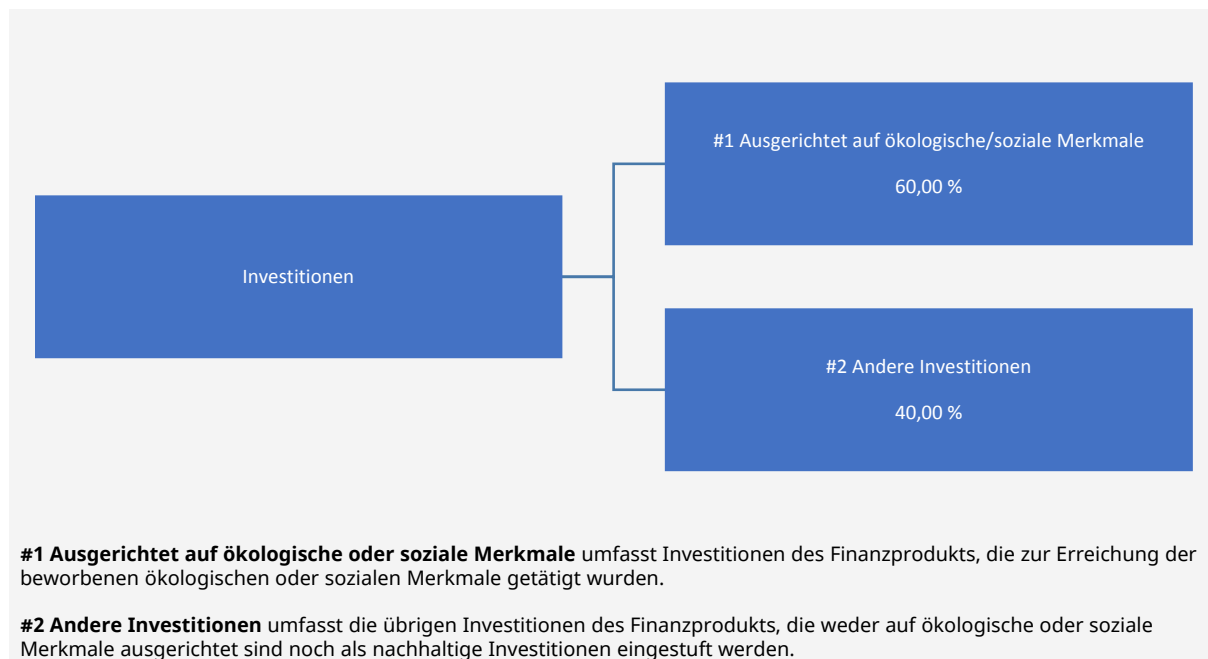 #1 Ausgerichtet auf ökologische/soziale Merkmale
60,00 %
Investitionen
#2 Andere Investitionen
40,00 %
#1 Ausgerichtet auf ökologische oder soziale Merkmale umfasst Investitionen des Finanzprodukts, die zur Erreichung der
beworbenen ökologischen oder sozialen Merkmale getätigt wurden.
#2 Andere Investitionen umfasst die übrigen Investitionen des Finanzprodukts, die weder auf ökologische oder soziale
Merkmale ausgerichtet sind noch als nachhaltige Investitionen eingestuft werden.